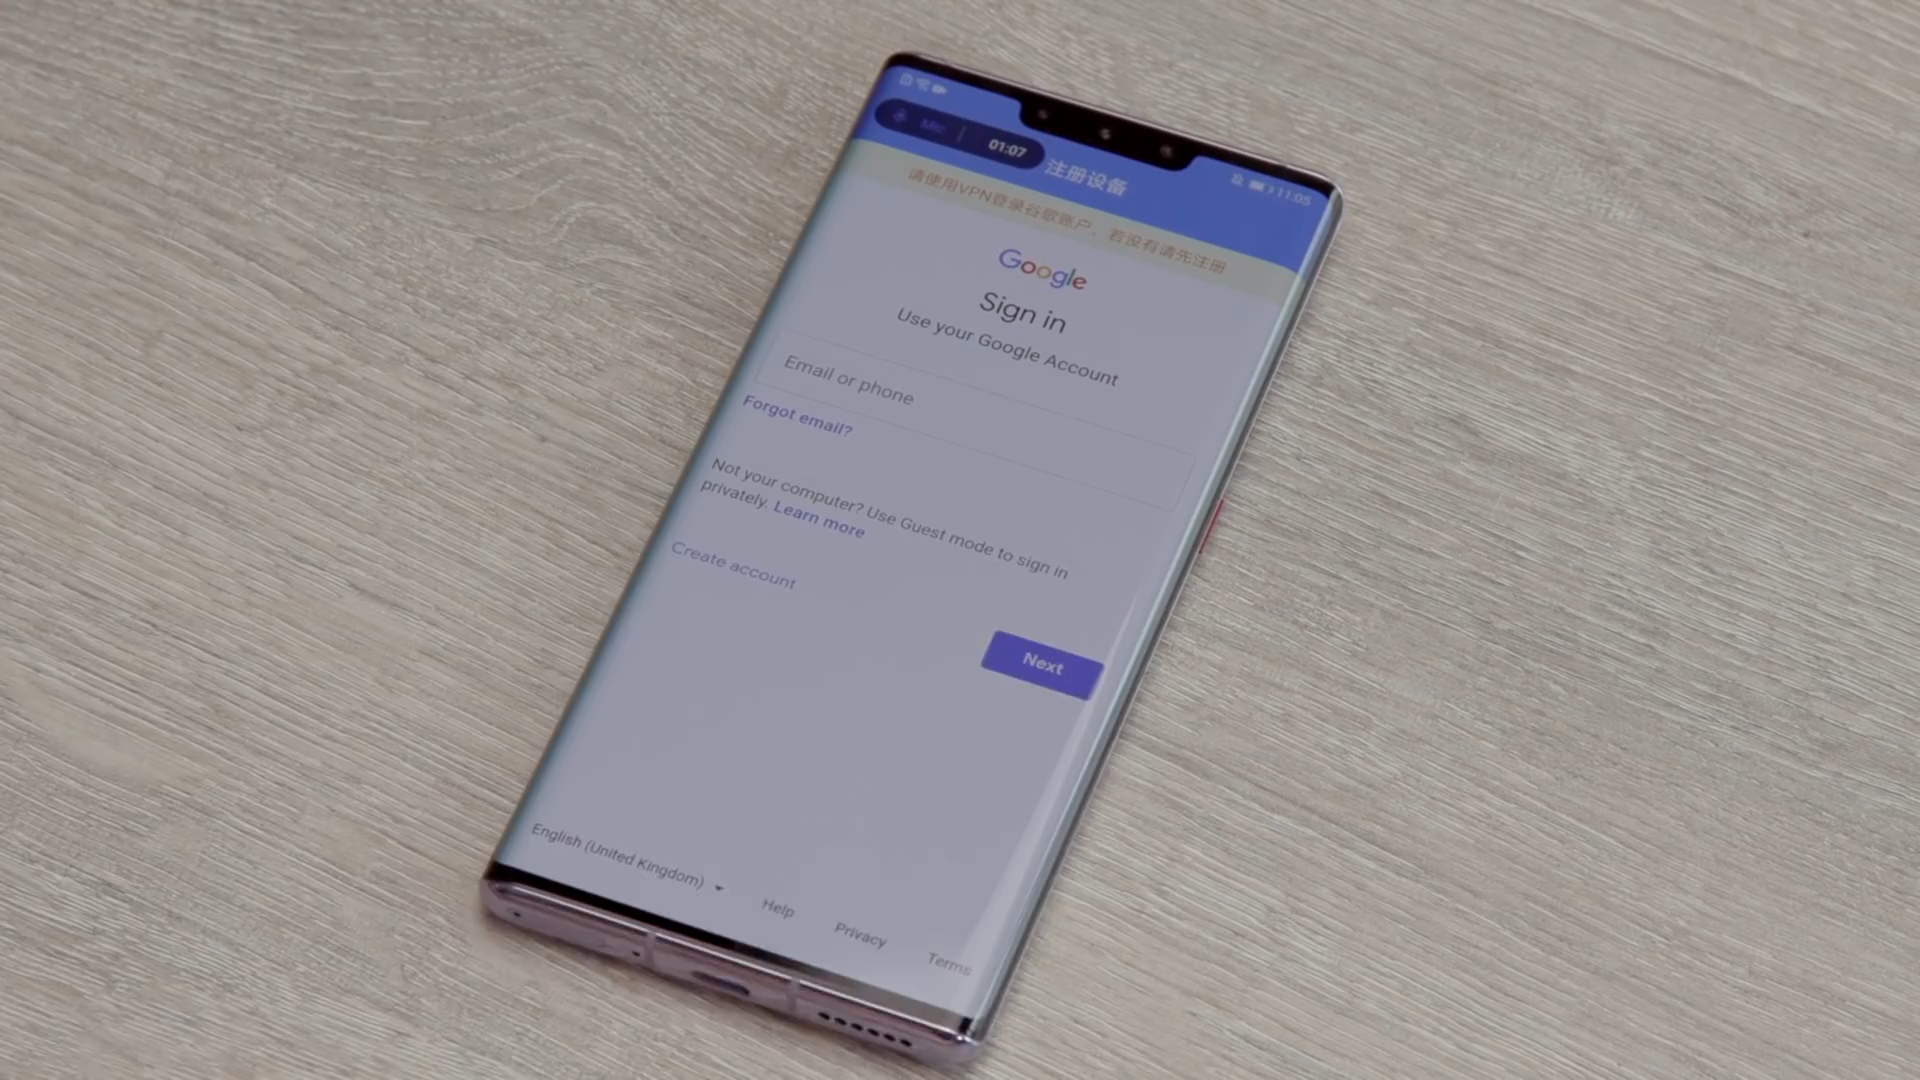 Mic
01:07
11:05
注册设备
请使用VPN登录谷歌账户，若没有请先注册
Google
Sign in
Use your Google Account
Email or phone
Forgot email?
Not your computer? Use Guest mode to sign in
privately. Learn more
Create account
Next
English (United Kingdom)
Help
Privacy
Terms